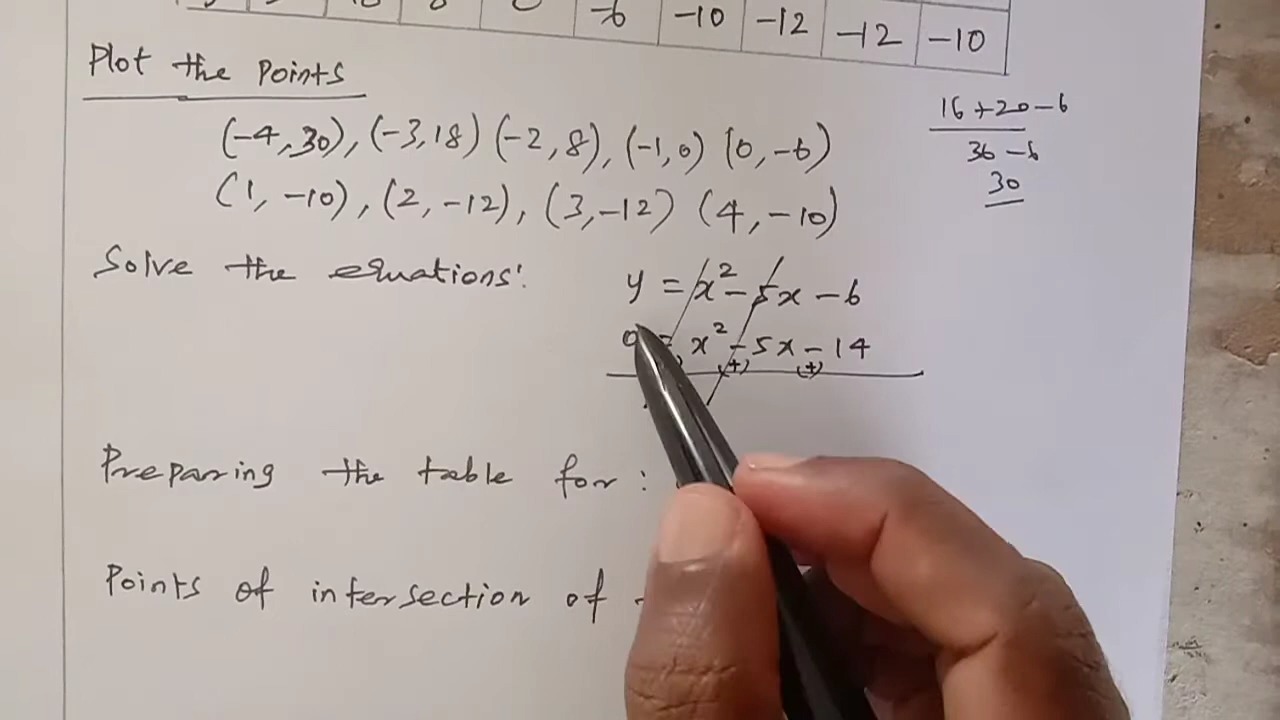 -6 -10 -12 -12 -10
Plot the points
(-4,30), (-3,18) (-2,8), (-1,0) (0,-6)
(1,-10), (2,-12), (3,-12) (4,-10)
16+20-6
36-6
30
Solve the equations: y = x²-5x-6
0 = x²-5x-14
(+) (+)
Preparing the table for:
Points of intersection of